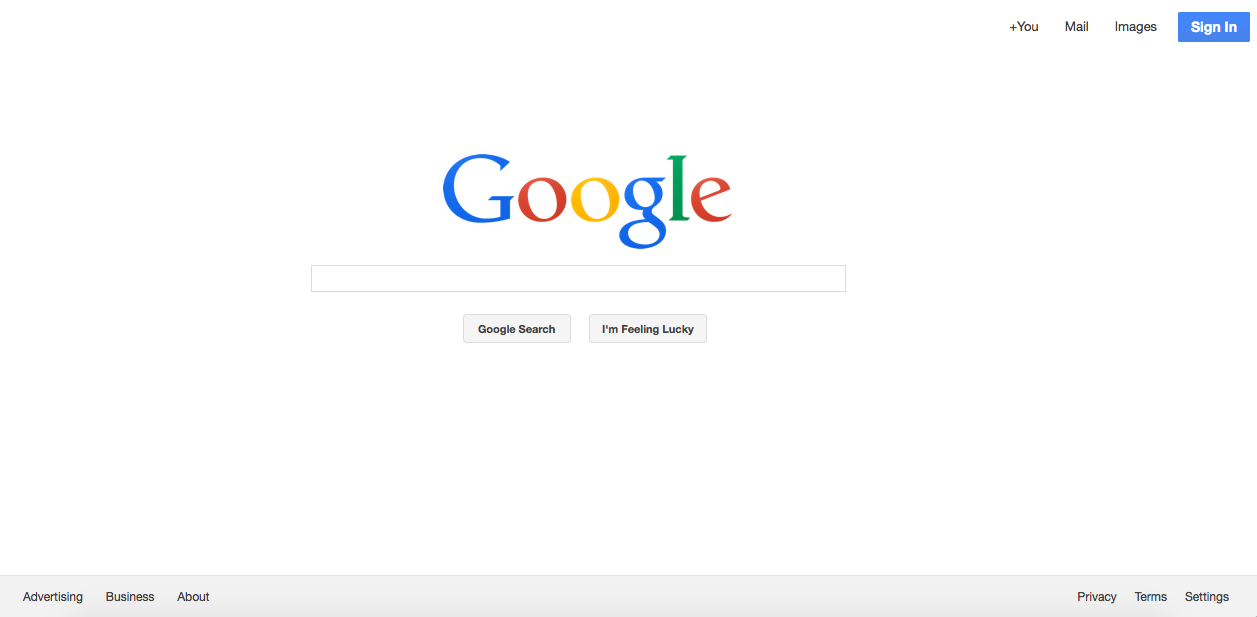 +You Mail Images Sign In
Google
Google Search I'm Feeling Lucky
Advertising Business About Privacy Terms Settings